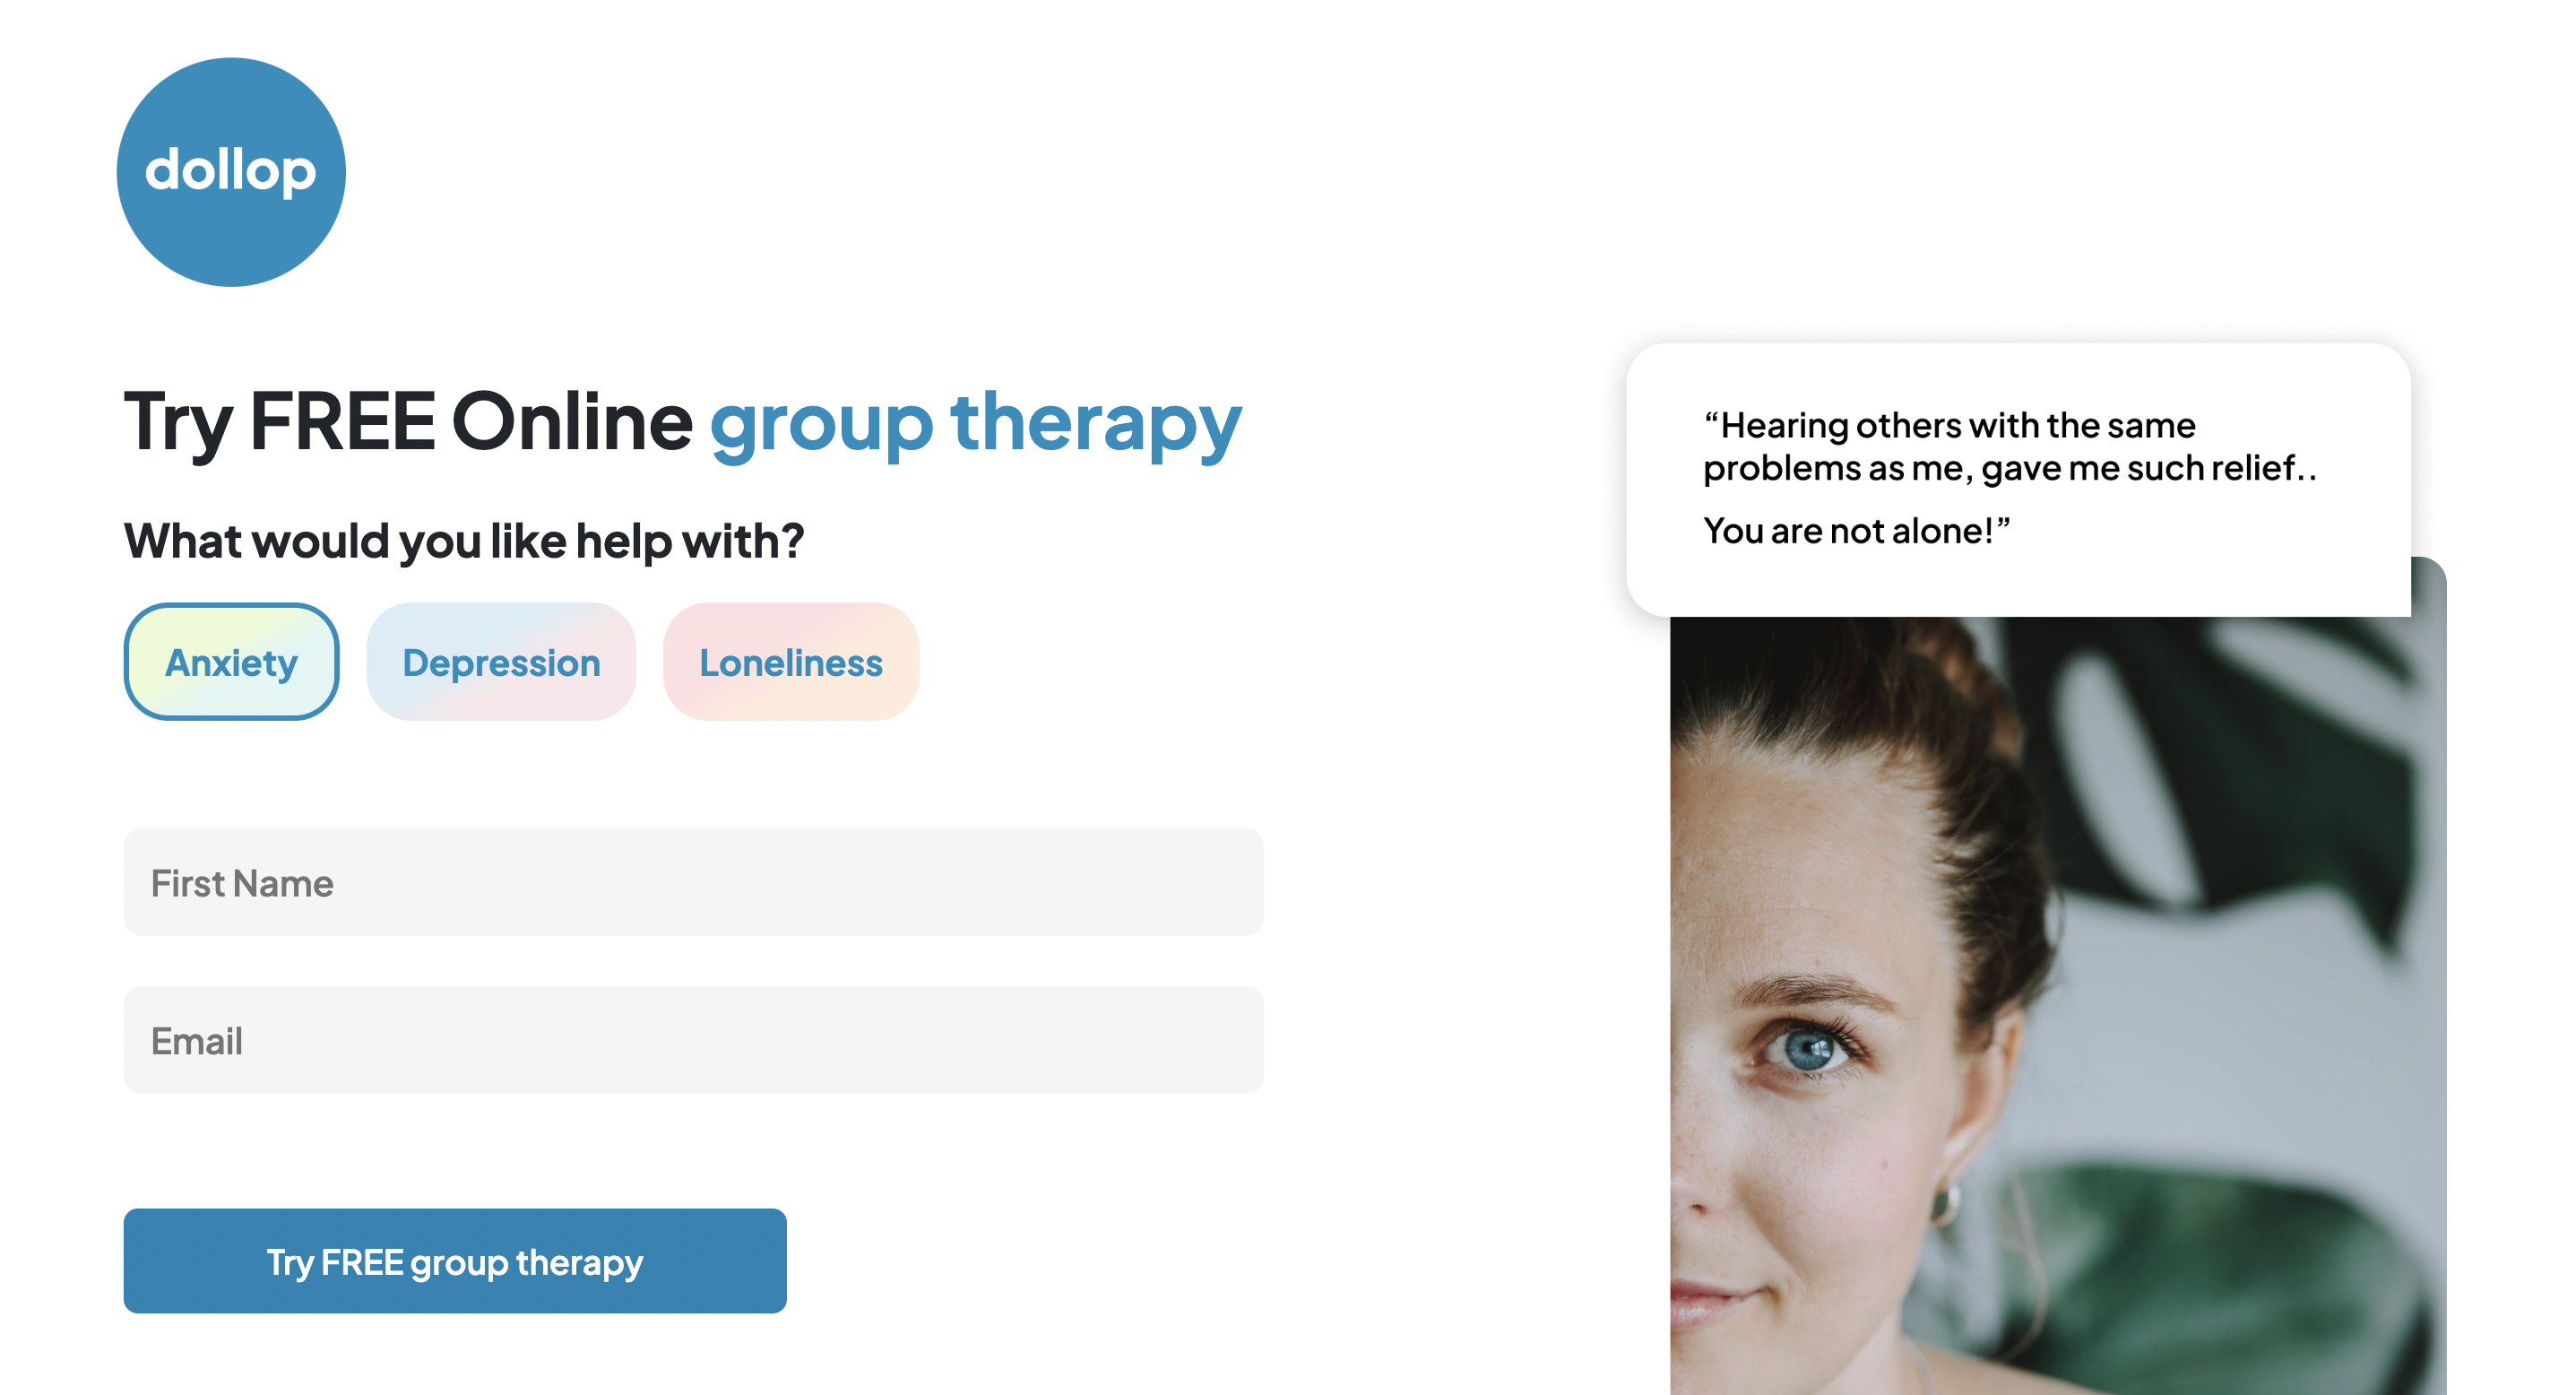 dollop
Try FREE Online group therapy
What would you like help with?
Anxiety
Depression
Loneliness
First Name
Email
Try FREE group therapy
“Hearing others with the same
problems as me, gave me such relief..
You are not alone!”